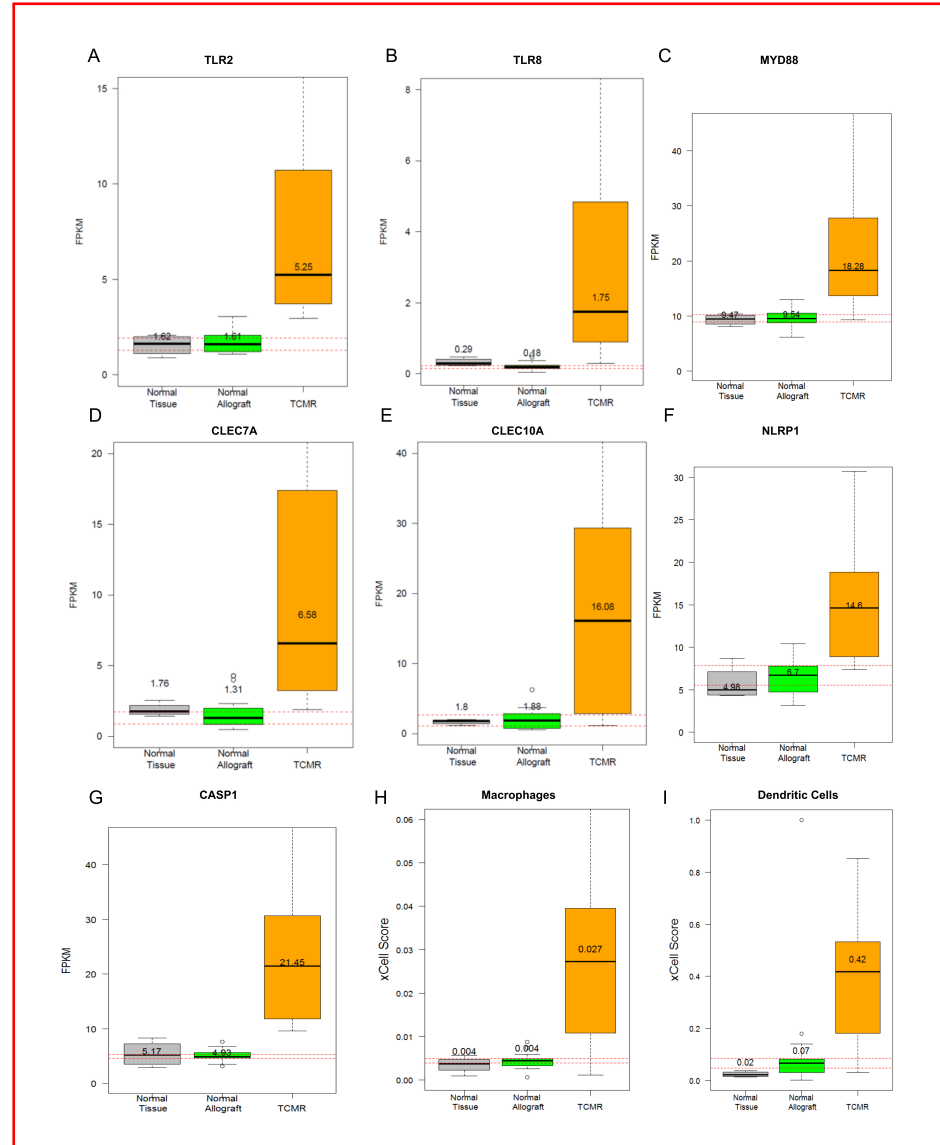 A
TLR2
FPKM
15
10
5
0
1.62
1.61
5.25
Normal
Tissue
Normal
Allograft
TCMR
B
TLR8
FPKM
8
6
4
2
0
0.29
0.18
1.75
Normal
Tissue
Normal
Allograft
TCMR
C
MYD88
FPKM
40
30
20
10
0
9.47
9.54
18.28
Normal
Tissue
Normal
Allograft
TCMR
D
CLEC7A
FPKM
20
15
10
5
0
1.76
1.31
6.58
Normal
Tissue
Normal
Allograft
TCMR
E
CLEC10A
FPKM
40
30
20
10
0
1.8
1.88
16.08
Normal
Tissue
Normal
Allograft
TCMR
F
NLRP1
FPKM
30
25
20
15
10
5
0
4.98
6.7
14.6
Normal
Tissue
Normal
Allograft
TCMR
G
CASP1
FPKM
40
30
20
10
0
5.17
4.93
21.45
Normal
Tissue
Normal
Allograft
TCMR
H
Macrophages
xCell Score
0.06
0.05
0.04
0.03
0.02
0.01
0.00
0.004
0.004
0.027
Normal
Tissue
Normal
Allograft
TCMR
I
Dendritic Cells
xCell Score
1.0
0.8
0.6
0.4
0.2
0.0
0.02
0.07
0.42
Normal
Tissue
Normal
Allograft
TCMR